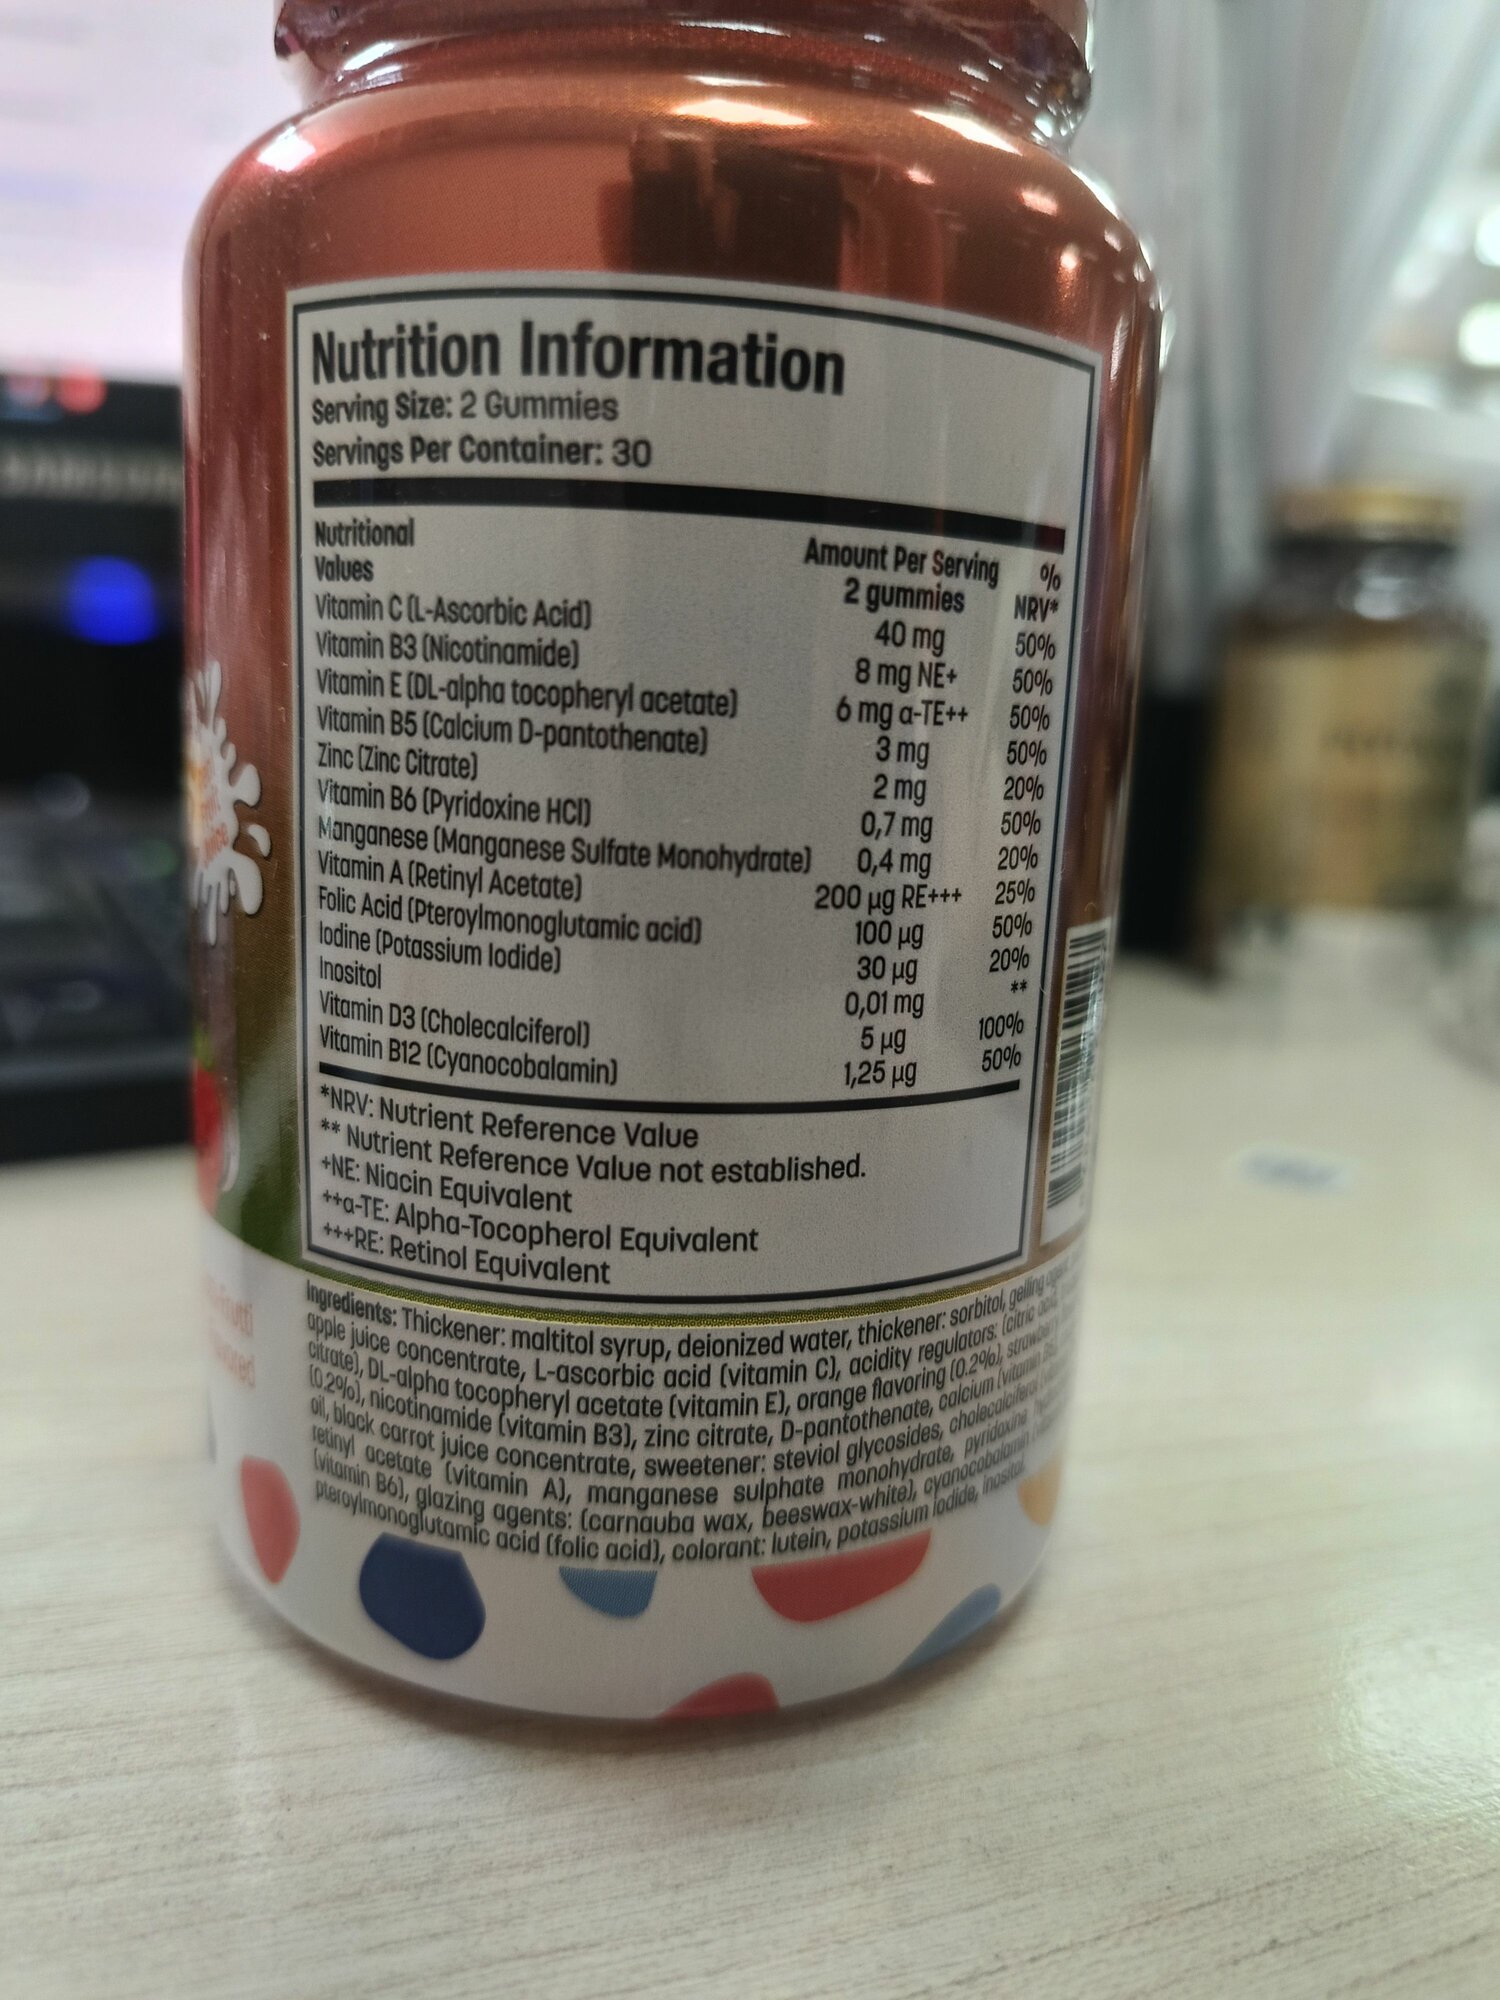 Nutrition Information
Serving Size: 2 Gummies
Servings Per Container: 30
Nutritional Values Amount Per Serving 2 gummies % NRV*
Vitamin C (L-Ascorbic Acid) 40 mg 50%
Vitamin B3 (Nicotinamide) 8 mg NE+ 50%
Vitamin E (DL-alpha tocopheryl acetate) 6 mg α-TE++ 50%
Vitamin B5 (Calcium D-pantothenate) 3 mg 50%
Zinc (Zinc Citrate) 2 mg 20%
Vitamin B6 (Pyridoxine HCl) 0,7 mg 50%
Manganese (Manganese Sulfate Monohydrate) 0,4 mg 20%
Vitamin A (Retinyl Acetate) 200 µg RE+++ 25%
Folic Acid (Pteroylmonoglutamic acid) 100 µg 50%
Iodine (Potassium Iodide) 30 µg 20%
Inositol 0,01 mg **
Vitamin D3 (Cholecalciferol) 5 µg 100%
Vitamin B12 (Cyanocobalamin) 1,25 µg 50%
*NRV: Nutrient Reference Value
** Nutrient Reference Value not established.
+NE: Niacin Equivalent
++α-TE: Alpha-Tocopherol Equivalent
+++RE: Retinol Equivalent
Ingredients: Thickener: maltitol syrup, deionized water, thickener: sorbitol, gelling
apple juice concentrate, L-ascorbic acid (vitamin C), acidity regulators: (citric acid,
citrate), DL-alpha tocopheryl acetate (vitamin E), orange flavoring (0.2%), strawberry
(0.2%), nicotinamide (vitamin B3), zinc citrate, D-pantothenate, calcium (vitamin B5),
oil, black carrot juice concentrate, sweetener: steviol glycosides, cholecalciferol
retinyl acetate (vitamin A), manganese sulphate monohydrate, pyridoxine
(vitamin B6), glazing agents: (carnauba wax, beeswax-white), cyanocobalamin
pteroylmonoglutamic acid (folic acid), colorant: lutein, potassium iodide, inositol.